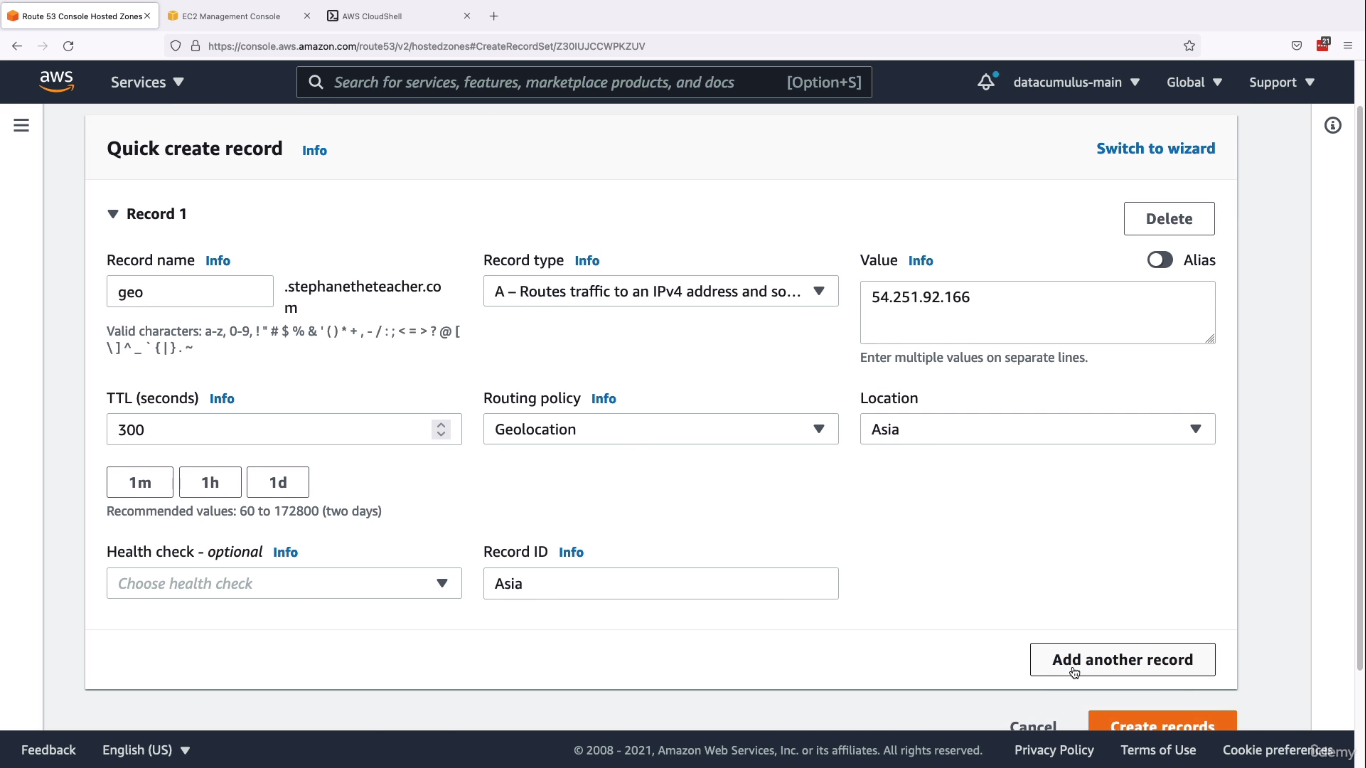 Route 53 Console Hosted Zones
EC2 Management Console
AWS CloudShell
https://console.aws.amazon.com/route53/v2/hostedzones#CreateRecordSet/Z30IUJCCWPKZUV
21
aws
Services
Search for services, features, marketplace products, and docs
[Option+S]
datacumulus-main
Global
Support
Quick create record Info
Switch to wizard
Record 1
Delete
Record name Info
geo
.stephanetheteacher.co
m
Valid characters: a-z, 0-9, ! " # $ % & ' ( ) * + , - / : ; < = > ? @ [
\ ] ^ _ ` { | } . ~
Record type Info
A – Routes traffic to an IPv4 address and so...
Value Info
Alias
54.251.92.166
Enter multiple values on separate lines.
TTL (seconds) Info
300
1m 1h 1d
Recommended values: 60 to 172800 (two days)
Routing policy Info
Geolocation
Location
Asia
Health check - optional Info
Choose health check
Record ID Info
Asia
Add another record
Cancel
Create records
Feedback
English (US)
© 2008 - 2021, Amazon Web Services, Inc. or its affiliates. All rights reserved.
Privacy Policy
Terms of Use
Cookie preferences
Udemy